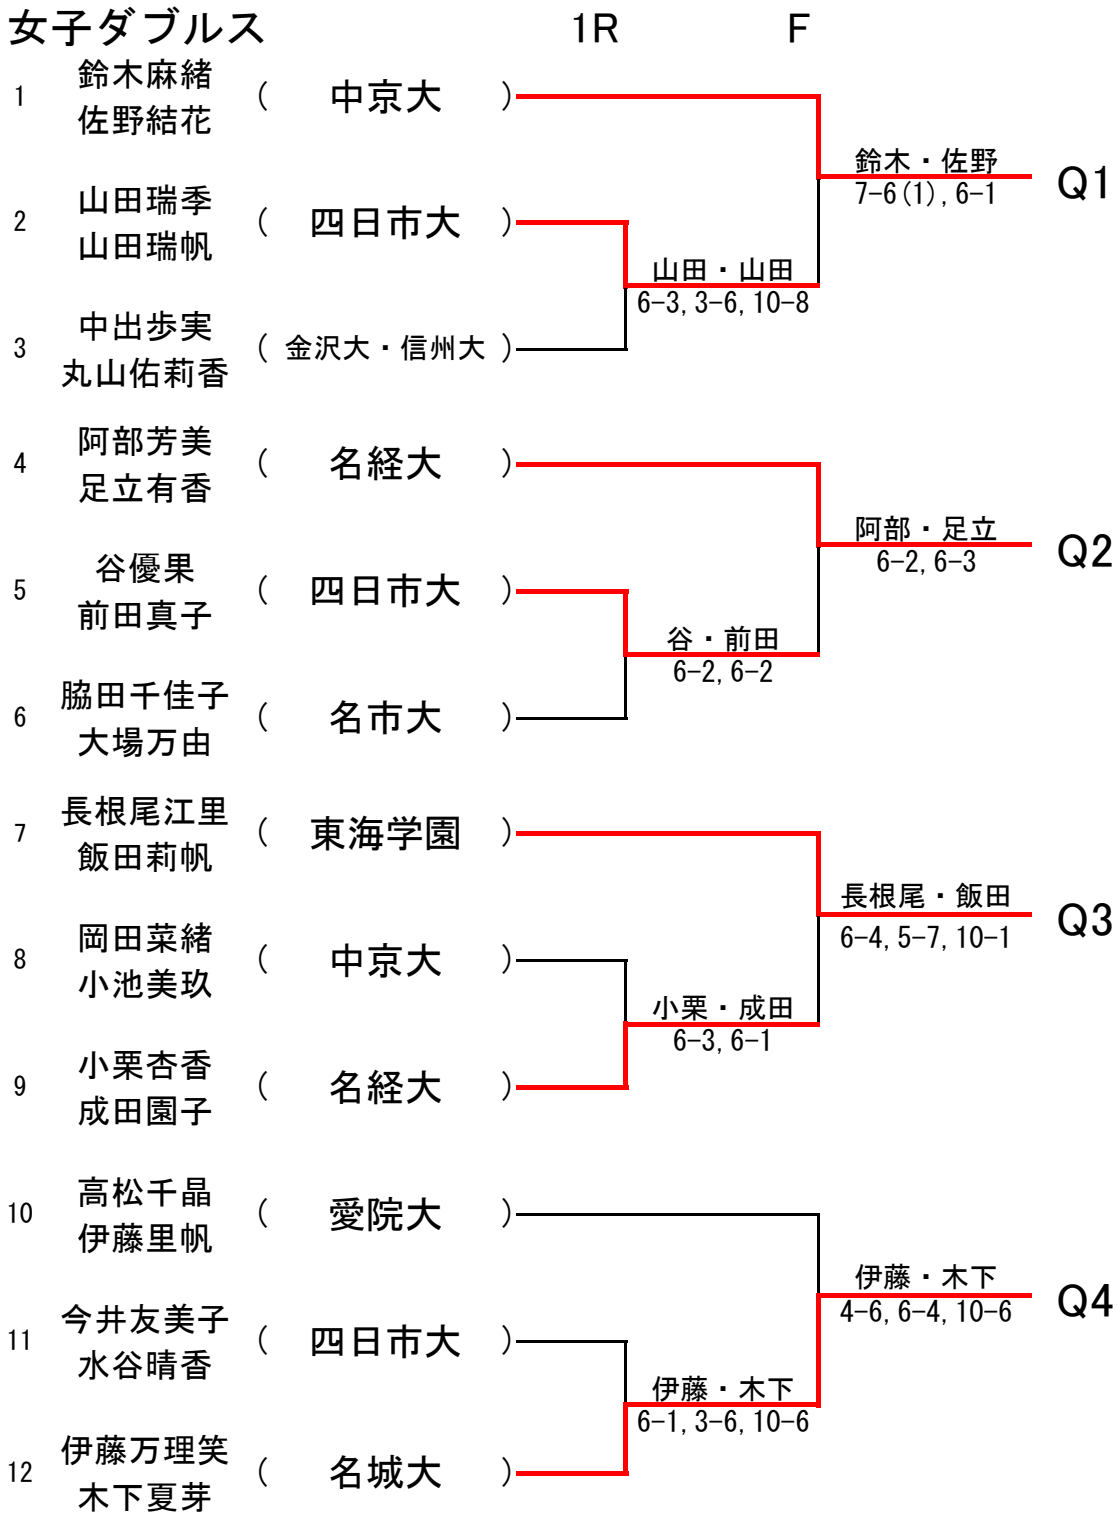 女子ダブルス 1R F
鈴木麻緒
1 ( 中京大 )
佐野結花
鈴木・佐野
7-6(1), 6-1
Q1
山田瑞季
2 ( 四日市大 )
山田瑞帆
山田・山田
6-3, 3-6, 10-8
中出歩実
3 ( 金沢大・信州大 )
丸山佑莉香
阿部芳美
4 ( 名経大 )
足立有香
阿部・足立
6-2, 6-3
Q2
谷優果
5 ( 四日市大 )
前田真子
谷・前田
6-2, 6-2
脇田千佳子
6 ( 名市大 )
大場万由
長根尾江里
7 ( 東海学園 )
飯田莉帆
長根尾・飯田
6-4, 5-7, 10-1
Q3
岡田菜緒
8 ( 中京大 )
小池美玖
小栗・成田
6-3, 6-1
小栗杏香
9 ( 名経大 )
成田園子
高松千晶
10 ( 愛院大 )
伊藤里帆
伊藤・木下
4-6, 6-4, 10-6
Q4
今井友美子
11 ( 四日市大 )
水谷晴香
伊藤・木下
6-1, 3-6, 10-6
伊藤万理笑
12 ( 名城大 )
木下夏芽